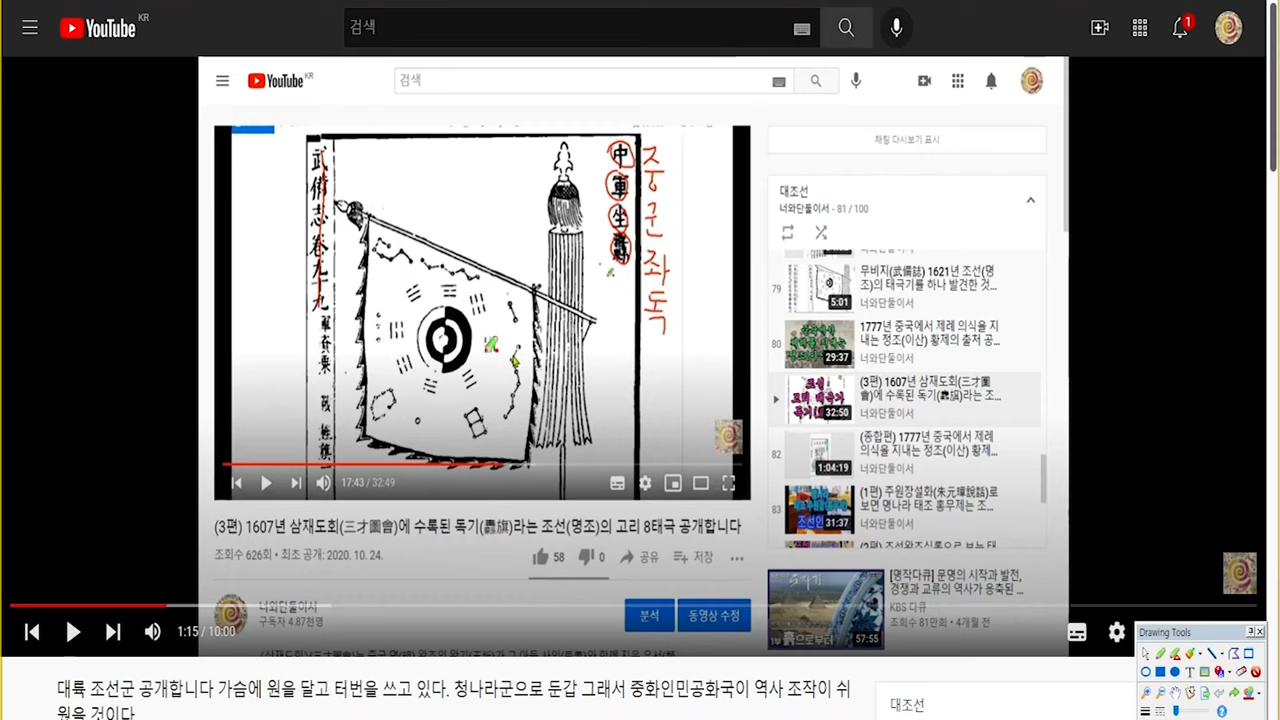 YouTube KR
검색
1
YouTube KR
검색
武備志卷九十九
中軍坐纛
중군좌독
17:43 / 32:49
(3편) 1607년 삼재도회(三才圖會)에 수록된 독기(纛旗)라는 조선(명조)의 고리 8태극 공개합니다
조회수 626회 • 최초 공개: 2020. 10. 24.
58
0
공유
저장
너와단둘이서
구독자 4.87천명
분석
동영상 수정
채팅 다시보기 표시
대조선
너와단둘이서 - 81 / 100
79
5:01
무비지(武備志) 1621년 조선(明
조)의 태극기를 하나 발견한 것...
너와단둘이서
80
29:37
1777년 중국에서 제례 의식을 지
내는 정조(이산) 황제의 출처 공...
너와단둘이서
조선
32:50
(3편) 1607년 삼재도회(三才圖
會)에 수록된 독기(纛旗)라는 조...
너와단둘이서
82
1:04:19
(종합편) 1777년 중국에서 제례
의식을 지내는 정조(이산) 황제...
너와단둘이서
83
조선인
31:37
(1편) 주원장설화(朱元璋說話)로
보면 명나라 태조 홍무제는 조...
너와단둘이서
57:55
[명작다큐] 문명의 시작과 발전,
경쟁과 교류의 역사가 응축된 ...
KBS 다큐
조회수 81만회 • 4개월 전
1:15 / 10:00
Drawing Tools
대륙 조선군 공개합니다 가슴에 원을 달고 터번을 쓰고 있다. 청나라군으로 둔갑 그래서 중화인민공화국이 역사 조작이 쉬
원을 것이다
대조선